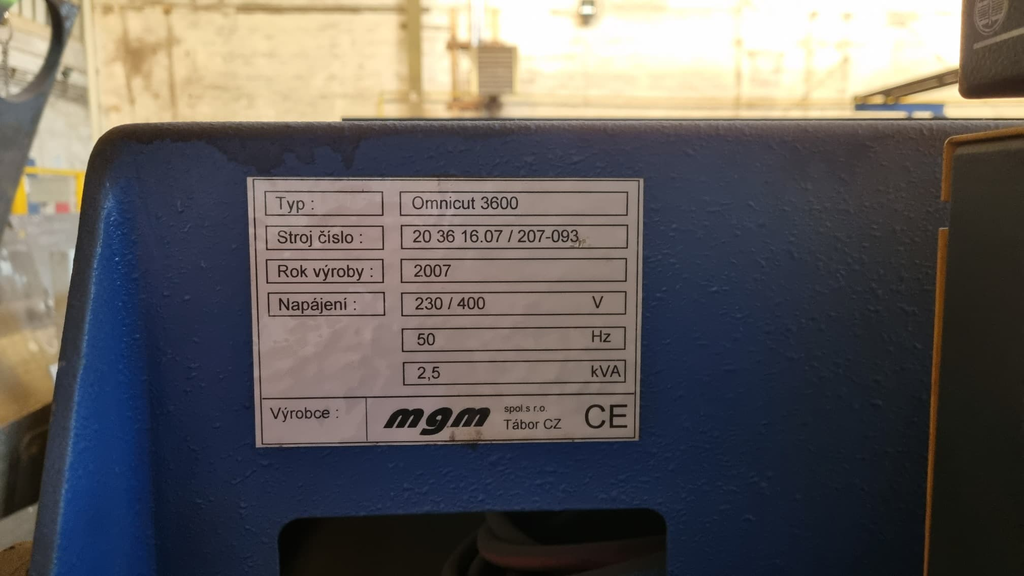 Typ : Omnicut 3600
Stroj číslo : 20 36 16.07 / 207-093
Rok výroby : 2007
Napájení : 230 / 400 V
50 Hz
2,5 kVA
Výrobce : mgm spol.s r.o.
Tábor CZ CE